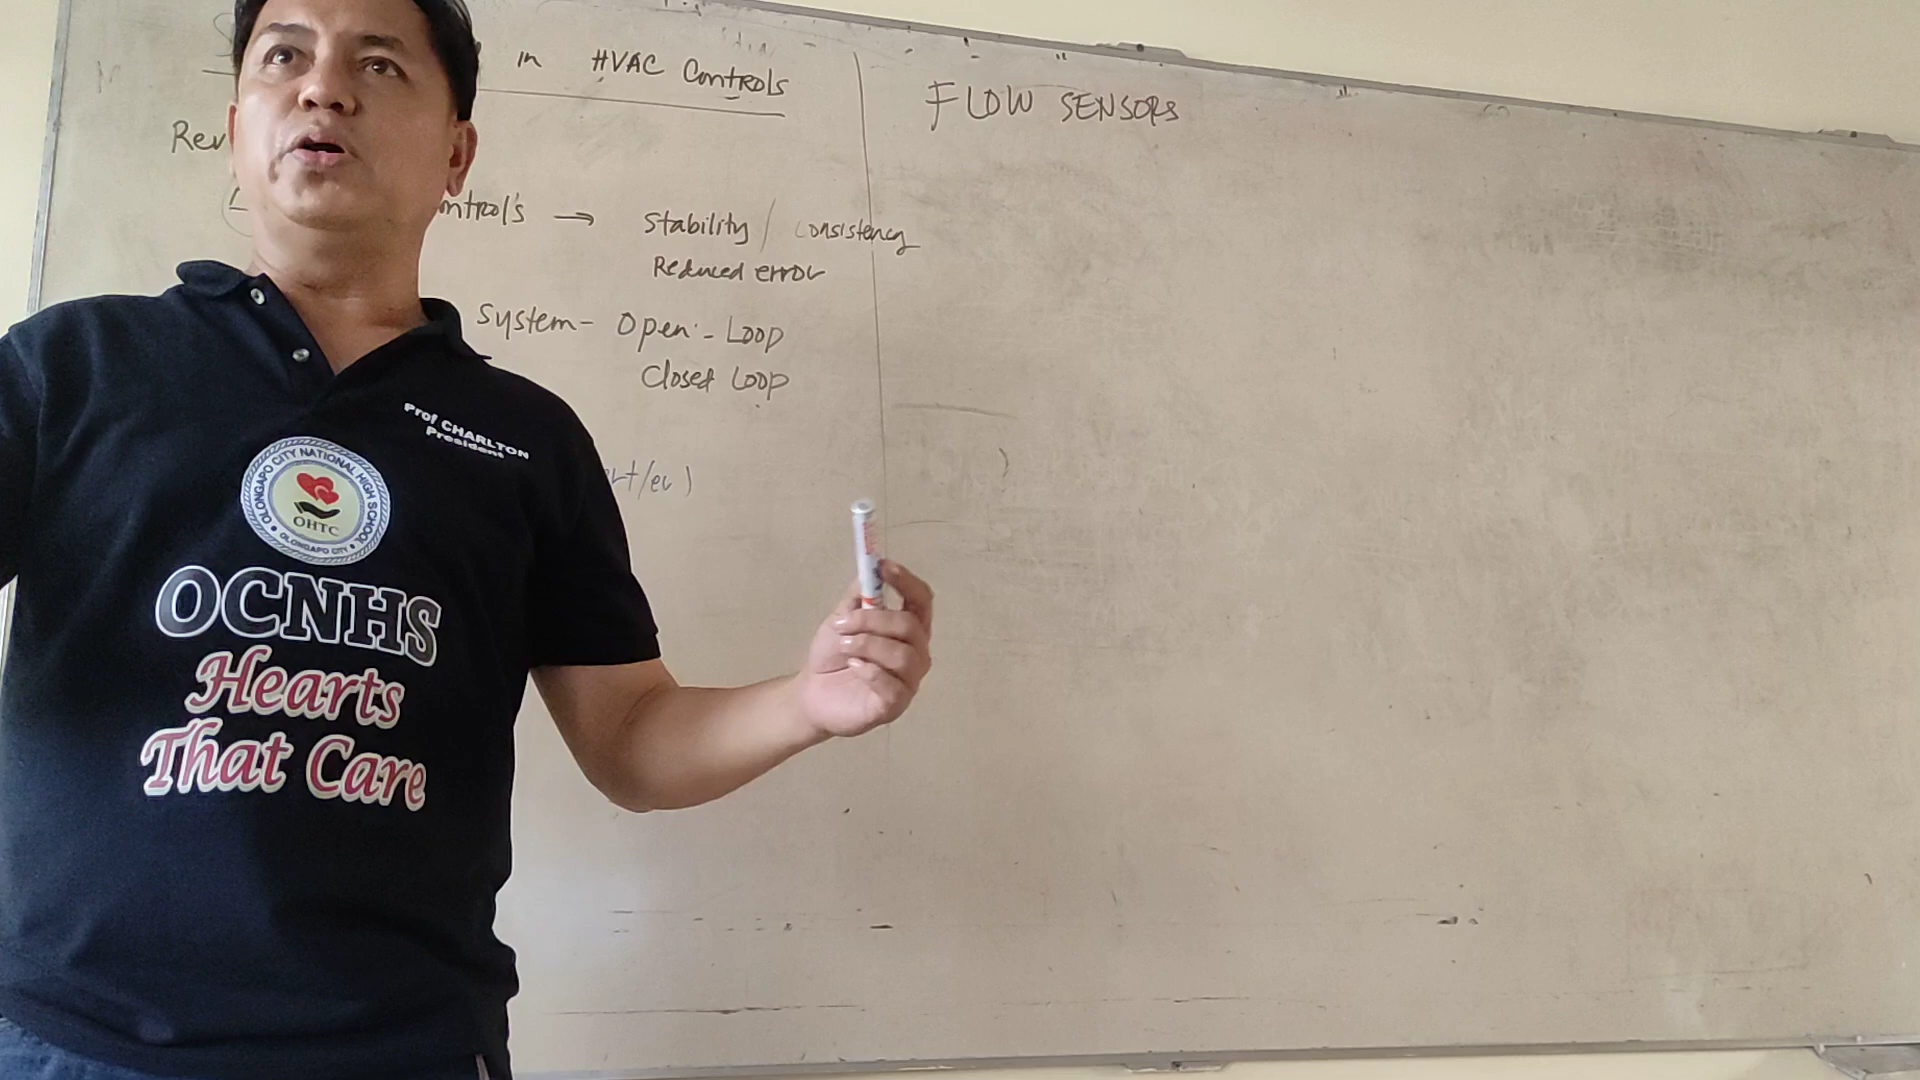 in HVAC Controls
Rev
ntrol's → Stability / Consistency
Reduced error
System - Open - Loop
Closed Loop
FLOW SENSORS
Prof CHARLTON
President
OLONGAPO CITY NATIONAL HIGH SCHOOL
OHTC
OLONGAPO CITY
OCNHS
Hearts
That Care